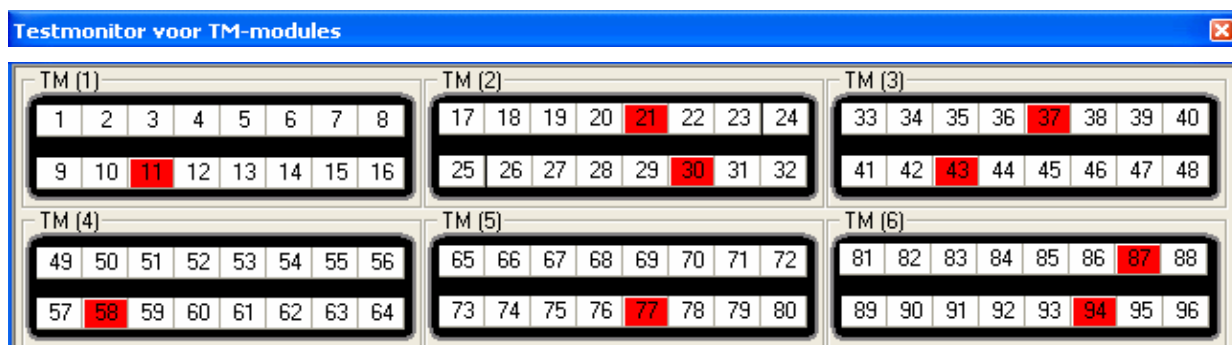 Testmonitor voor TM-modules
TM (1) TM (2) TM (3)
1 2 3 4 5 6 7 8 17 18 19 20 21 22 23 24 33 34 35 36 37 38 39 40
9 10 11 12 13 14 15 16 25 26 27 28 29 30 31 32 41 42 43 44 45 46 47 48
TM (4) TM (5) TM (6)
49 50 51 52 53 54 55 56 65 66 67 68 69 70 71 72 81 82 83 84 85 86 87 88
57 58 59 60 61 62 63 64 73 74 75 76 77 78 79 80 89 90 91 92 93 94 95 96